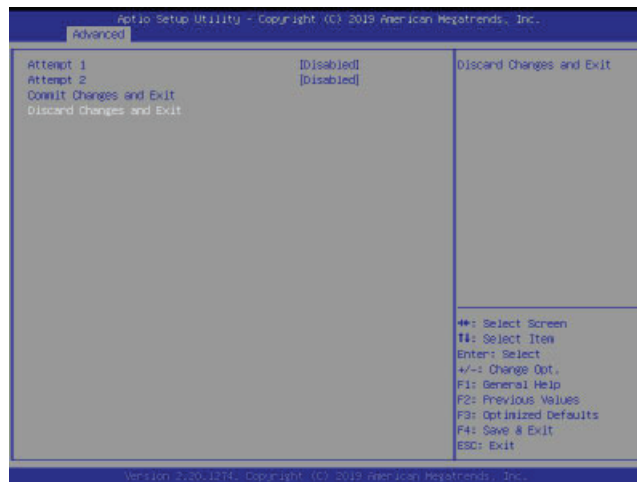 Aptio Setup Utility - Copyright (C) 2019 American Megatrends, Inc.
Advanced
Attempt 1 [Disabled]
Attempt 2 [Disabled]
Commit Changes and Exit
Discard Changes and Exit
Discard Changes and Exit
→←: Select Screen
↑↓: Select Item
Enter: Select
+/-: Change Opt.
F1: General Help
F2: Previous Values
F3: Optimized Defaults
F4: Save & Exit
ESC: Exit
Version 2.20.1274. Copyright (C) 2019 American Megatrends, Inc.